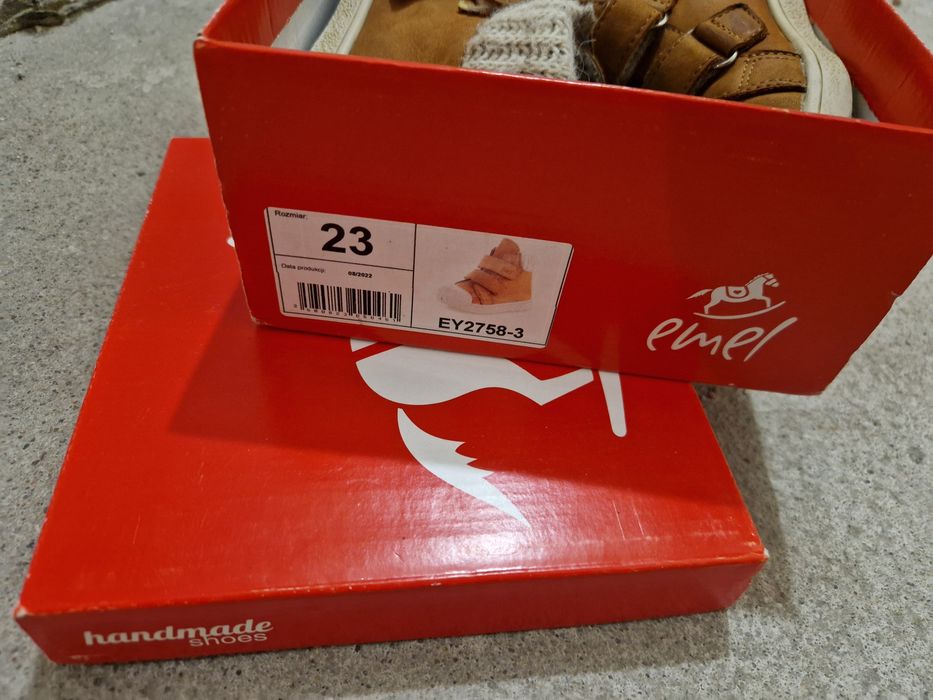 Rozmiar:
23
Data produkcji: 08/2022
EY2758-3
emel
handmade
shoes